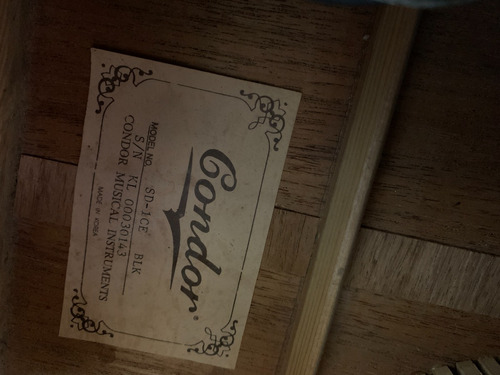 Condor®
MODEL NO. SD-1CE BLK
S/N KL 00030143
CONDOR MUSICAL INSTRUMENTS
MADE IN KOREA